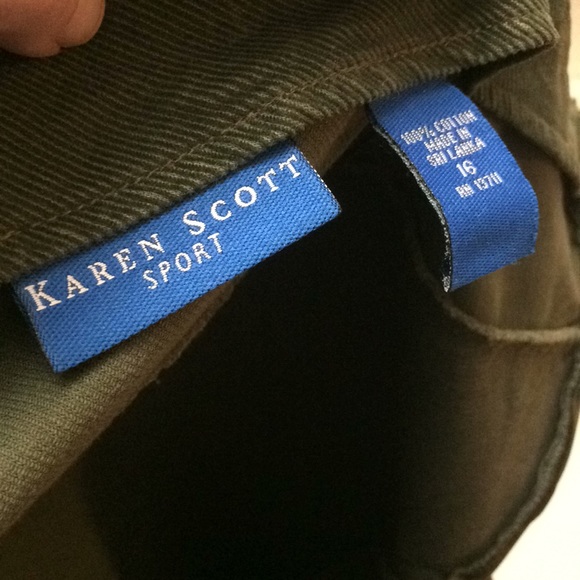 KAREN SCOTT
SPORT
100% COTTON
MADE IN
SRI LANKA
16
RN 13711